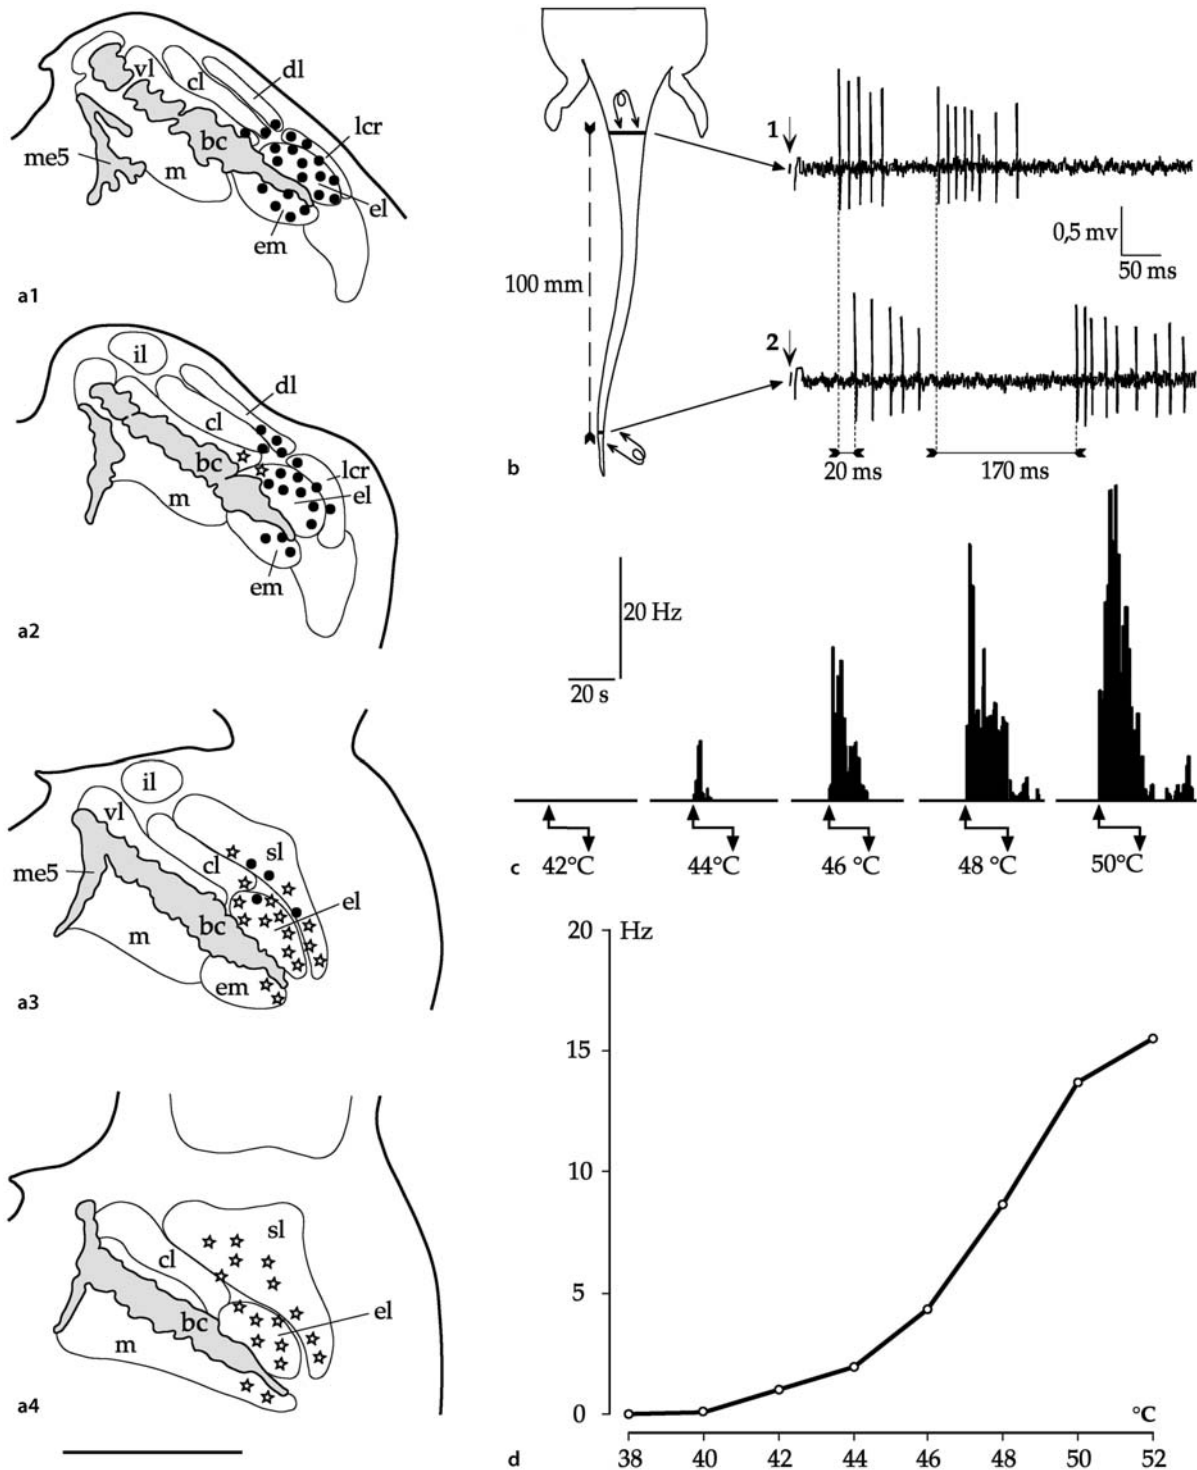 vl
cl
dl
lcr
me5
bc
m
el
em
a1
il
dl
cl
bc
lcr
el
m
em
a2
il
vl
sl
cl
me5
el
bc
m
em
a3
sl
cl
el
bc
m
a4
1
0,5 mv
50 ms
100 mm
2
b
20 ms
170 ms
20 Hz
20 s
c
42°C
44°C
46 °C
48 °C
50°C
20
Hz
15
10
5
0
°C
d
38
40
42
44
46
48
50
52